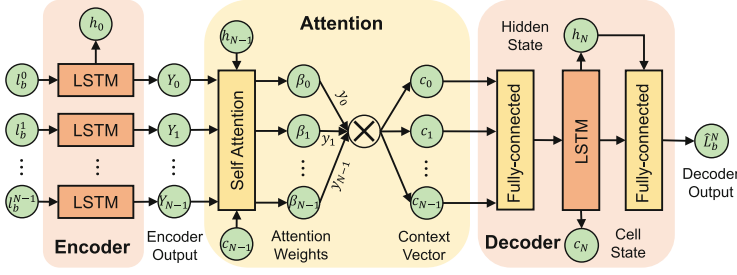 h_0
Attention
Hidden
State
h_{N-1}
h_N
l_b^0
LSTM
Y_0
β_0
y_0
c_0
l_b^1
LSTM
Y_1
Self Attention
β_1
y_1
c_1
Fully-connected
LSTM
Fully-connected
L̂_b^N
l_b^{N-1}
LSTM
Y_{N-1}
β_{N-1}
y_{N-1}
c_{N-1}
Decoder
Output
Encoder
Encoder
Output
c_{N-1}
Attention
Weights
Context
Vector
Decoder
c_N
Cell
State